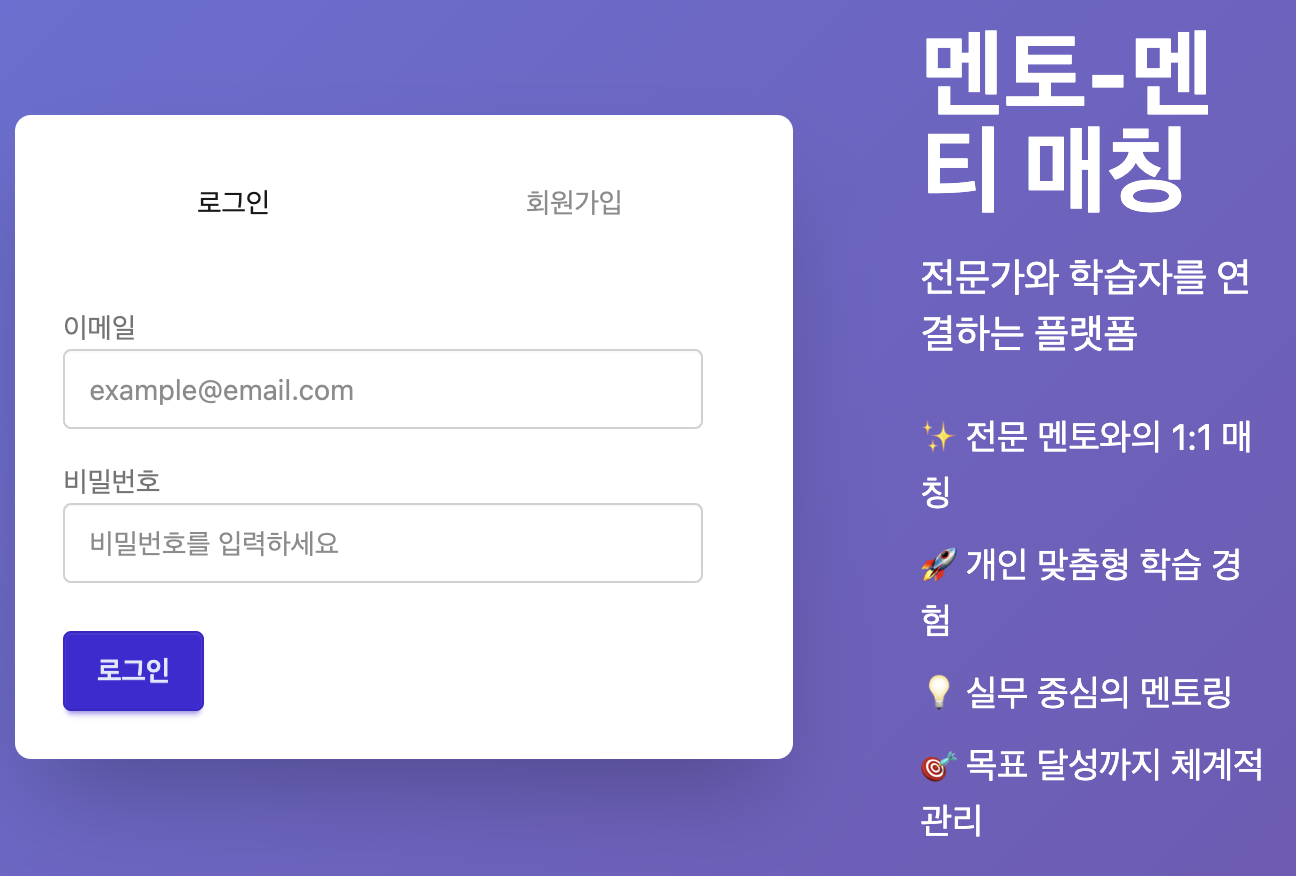 로그인
회원가입
이메일
example@email.com
비밀번호
비밀번호를 입력하세요
로그인
멘토-멘
티 매칭
전문가와 학습자를 연
결하는 플랫폼
✨ 전문 멘토와의 1:1 매
칭
🚀 개인 맞춤형 학습 경
험
💡 실무 중심의 멘토링
🎯 목표 달성까지 체계적
관리